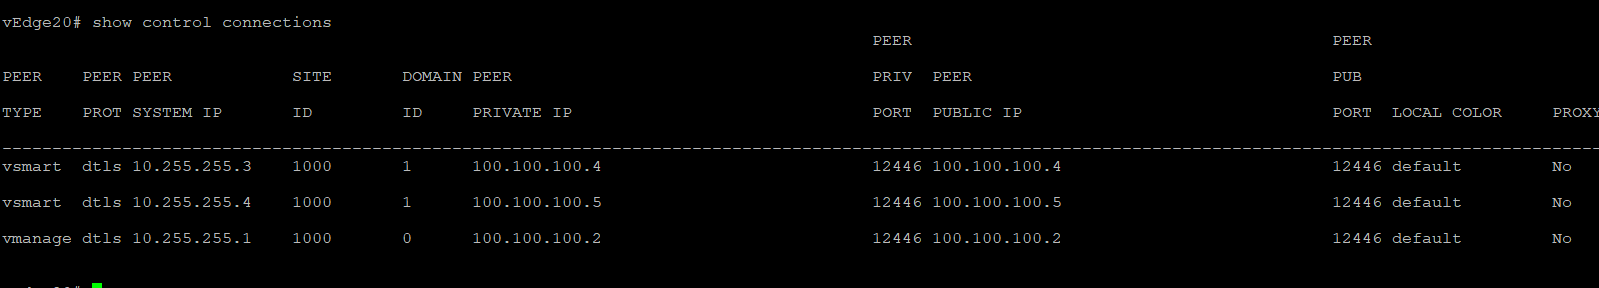 vEdge20# show control connections
PEER PEER
PEER PEER PEER SITE DOMAIN PEER PRIV PEER PUB
TYPE PROT SYSTEM IP ID ID PRIVATE IP PORT PUBLIC IP PORT LOCAL COLOR PROXY
--------------------------------------------------------------------------------------------------------------------------------------------------------------
vsmart dtls 10.255.255.3 1000 1 100.100.100.4 12446 100.100.100.4 12446 default No
vsmart dtls 10.255.255.4 1000 1 100.100.100.5 12446 100.100.100.5 12446 default No
vmanage dtls 10.255.255.1 1000 0 100.100.100.2 12446 100.100.100.2 12446 default No